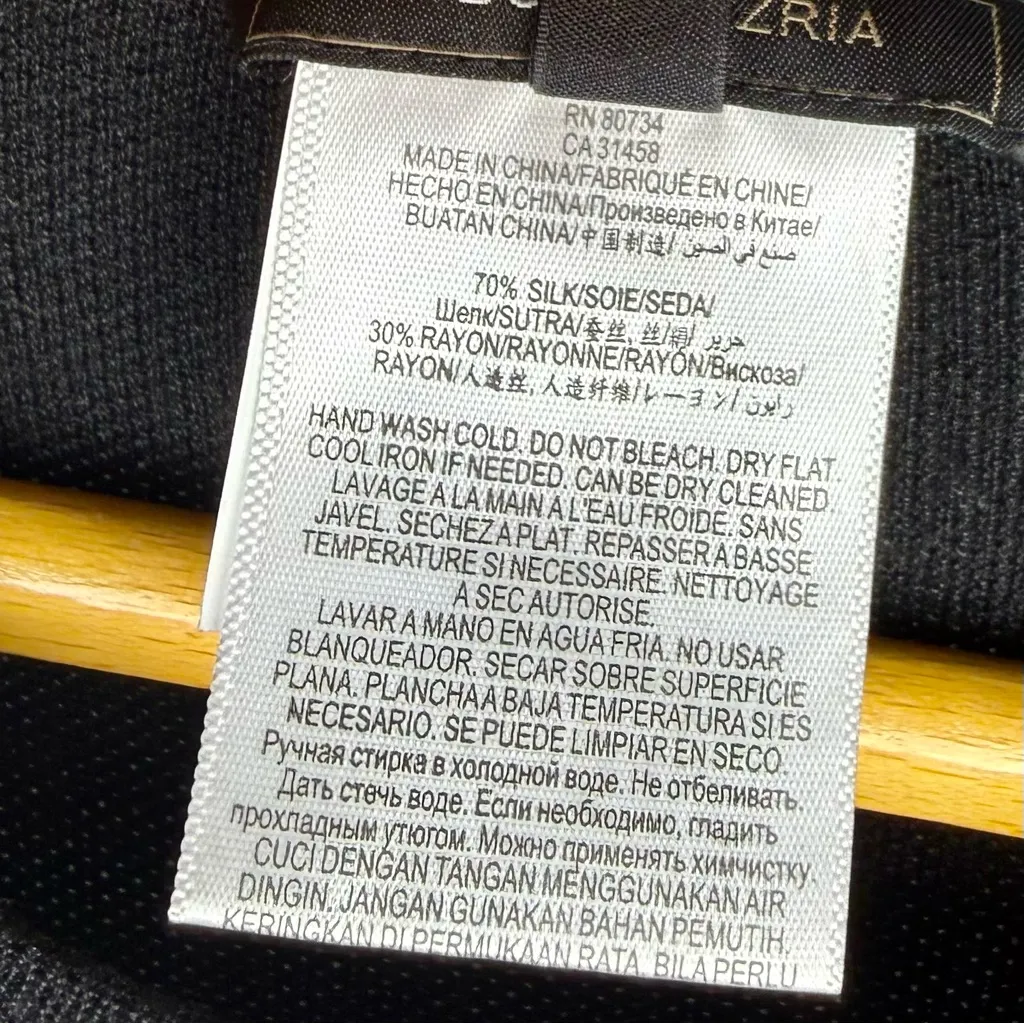 ZRIA
RN 80734
CA 31458
MADE IN CHINA/FABRIQUÉ EN CHINE/
HECHO EN CHINA/Произведено в Китае/
BUATAN CHINA/中国制造/ صنع في الصين
70% SILK/SOIE/SEDA/
Шелк/SUTRA/蚕丝, 丝/絹/ حرير
30% RAYON/RAYONNE/RAYÓN/Вискоза/
RAYON/人造丝, 人造纤维/レーヨン/ رايون
HAND WASH COLD. DO NOT BLEACH. DRY FLAT
COOL IRON IF NEEDED. CAN BE DRY CLEANED
LAVAGE A LA MAIN A L'EAU FROIDE. SANS
JAVEL. SECHEZ A PLAT. REPASSER A BASSE
TEMPERATURE SI NECESSAIRE. NETTOYAGE
A SEC AUTORISE.
LAVAR A MANO EN AGUA FRIA. NO USAR
BLANQUEADOR. SECAR SOBRE SUPERFICIE
PLANA. PLANCHA A BAJA TEMPERATURA SI ES
NECESARIO. SE PUEDE LIMPIAR EN SECO.
Ручная стирка в холодной воде. Не отбеливать.
Дать стечь воде. Если необходимо, гладить
прохладным утюгом. Можно применять химчистку.
CUCI DENGAN TANGAN MENGGUNAKAN AIR
DINGIN. JANGAN GUNAKAN BAHAN PEMUTIH.
KERINGKAN DI PERMUKAAN RATA. BILA PERLU